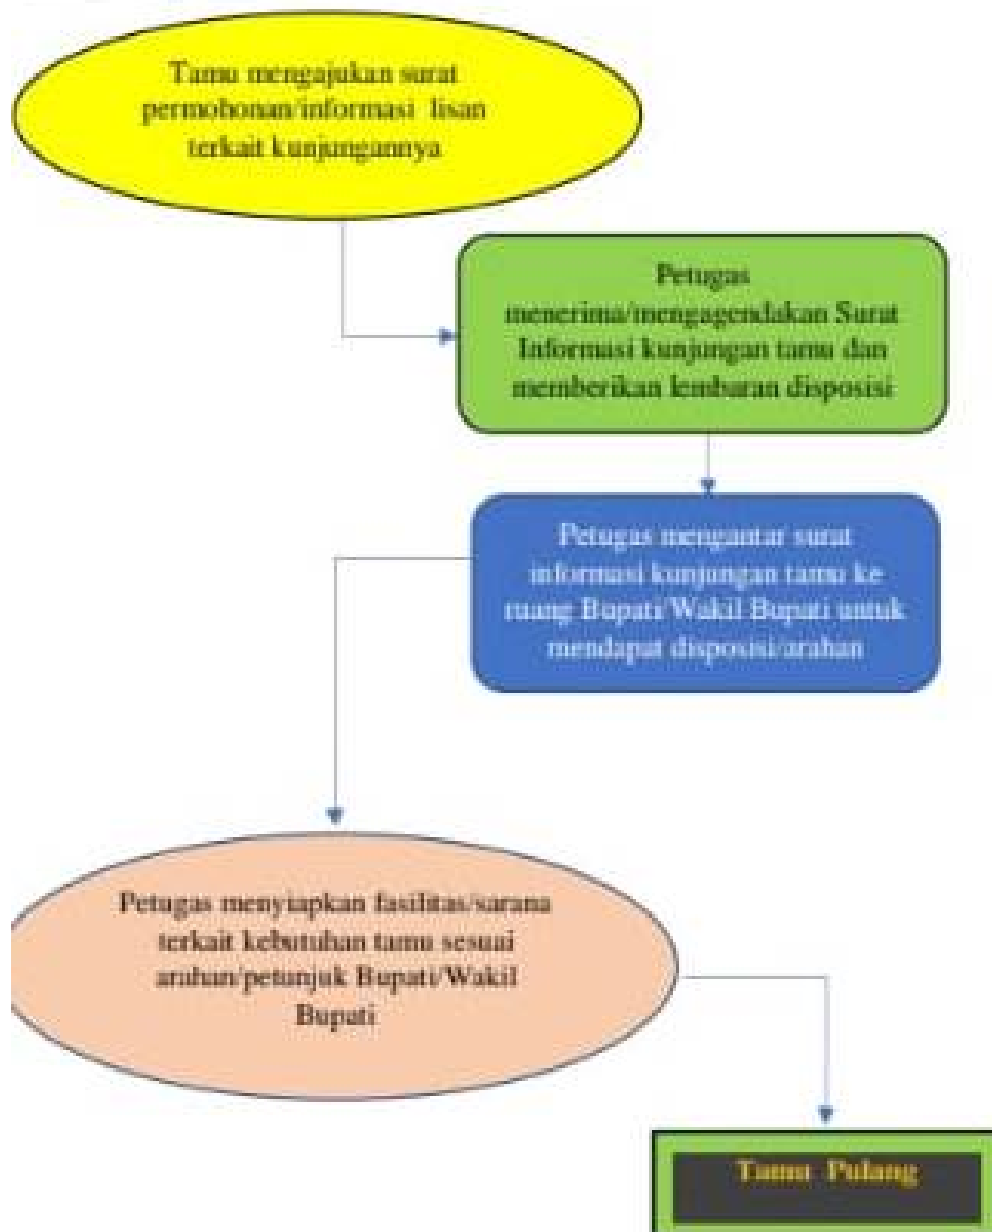 Tamu mengajukan surat
permohonan/informasi lisan
terkait kunjungannya
Petugas
menerima/mengagendakan Surat
Informasi kunjungan tamu dan
memberikan lembaran disposisi
Petugas mengantar surat
informasi kunjungan tamu ke
ruang Bupati/Wakil Bupati untuk
mendapat disposisi/arahan
Petugas menyiapkan fasilitas/sarana
terkait kebutuhan tamu sesuai
arahan/petunjuk Bupati/Wakil
Bupati
Tamu Pulang